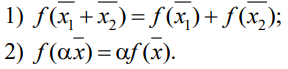 1) f(x̅₁ + x̅₂) = f(x̅₁) + f(x̅₂);
2) f(αx̅) = αf(x̅).